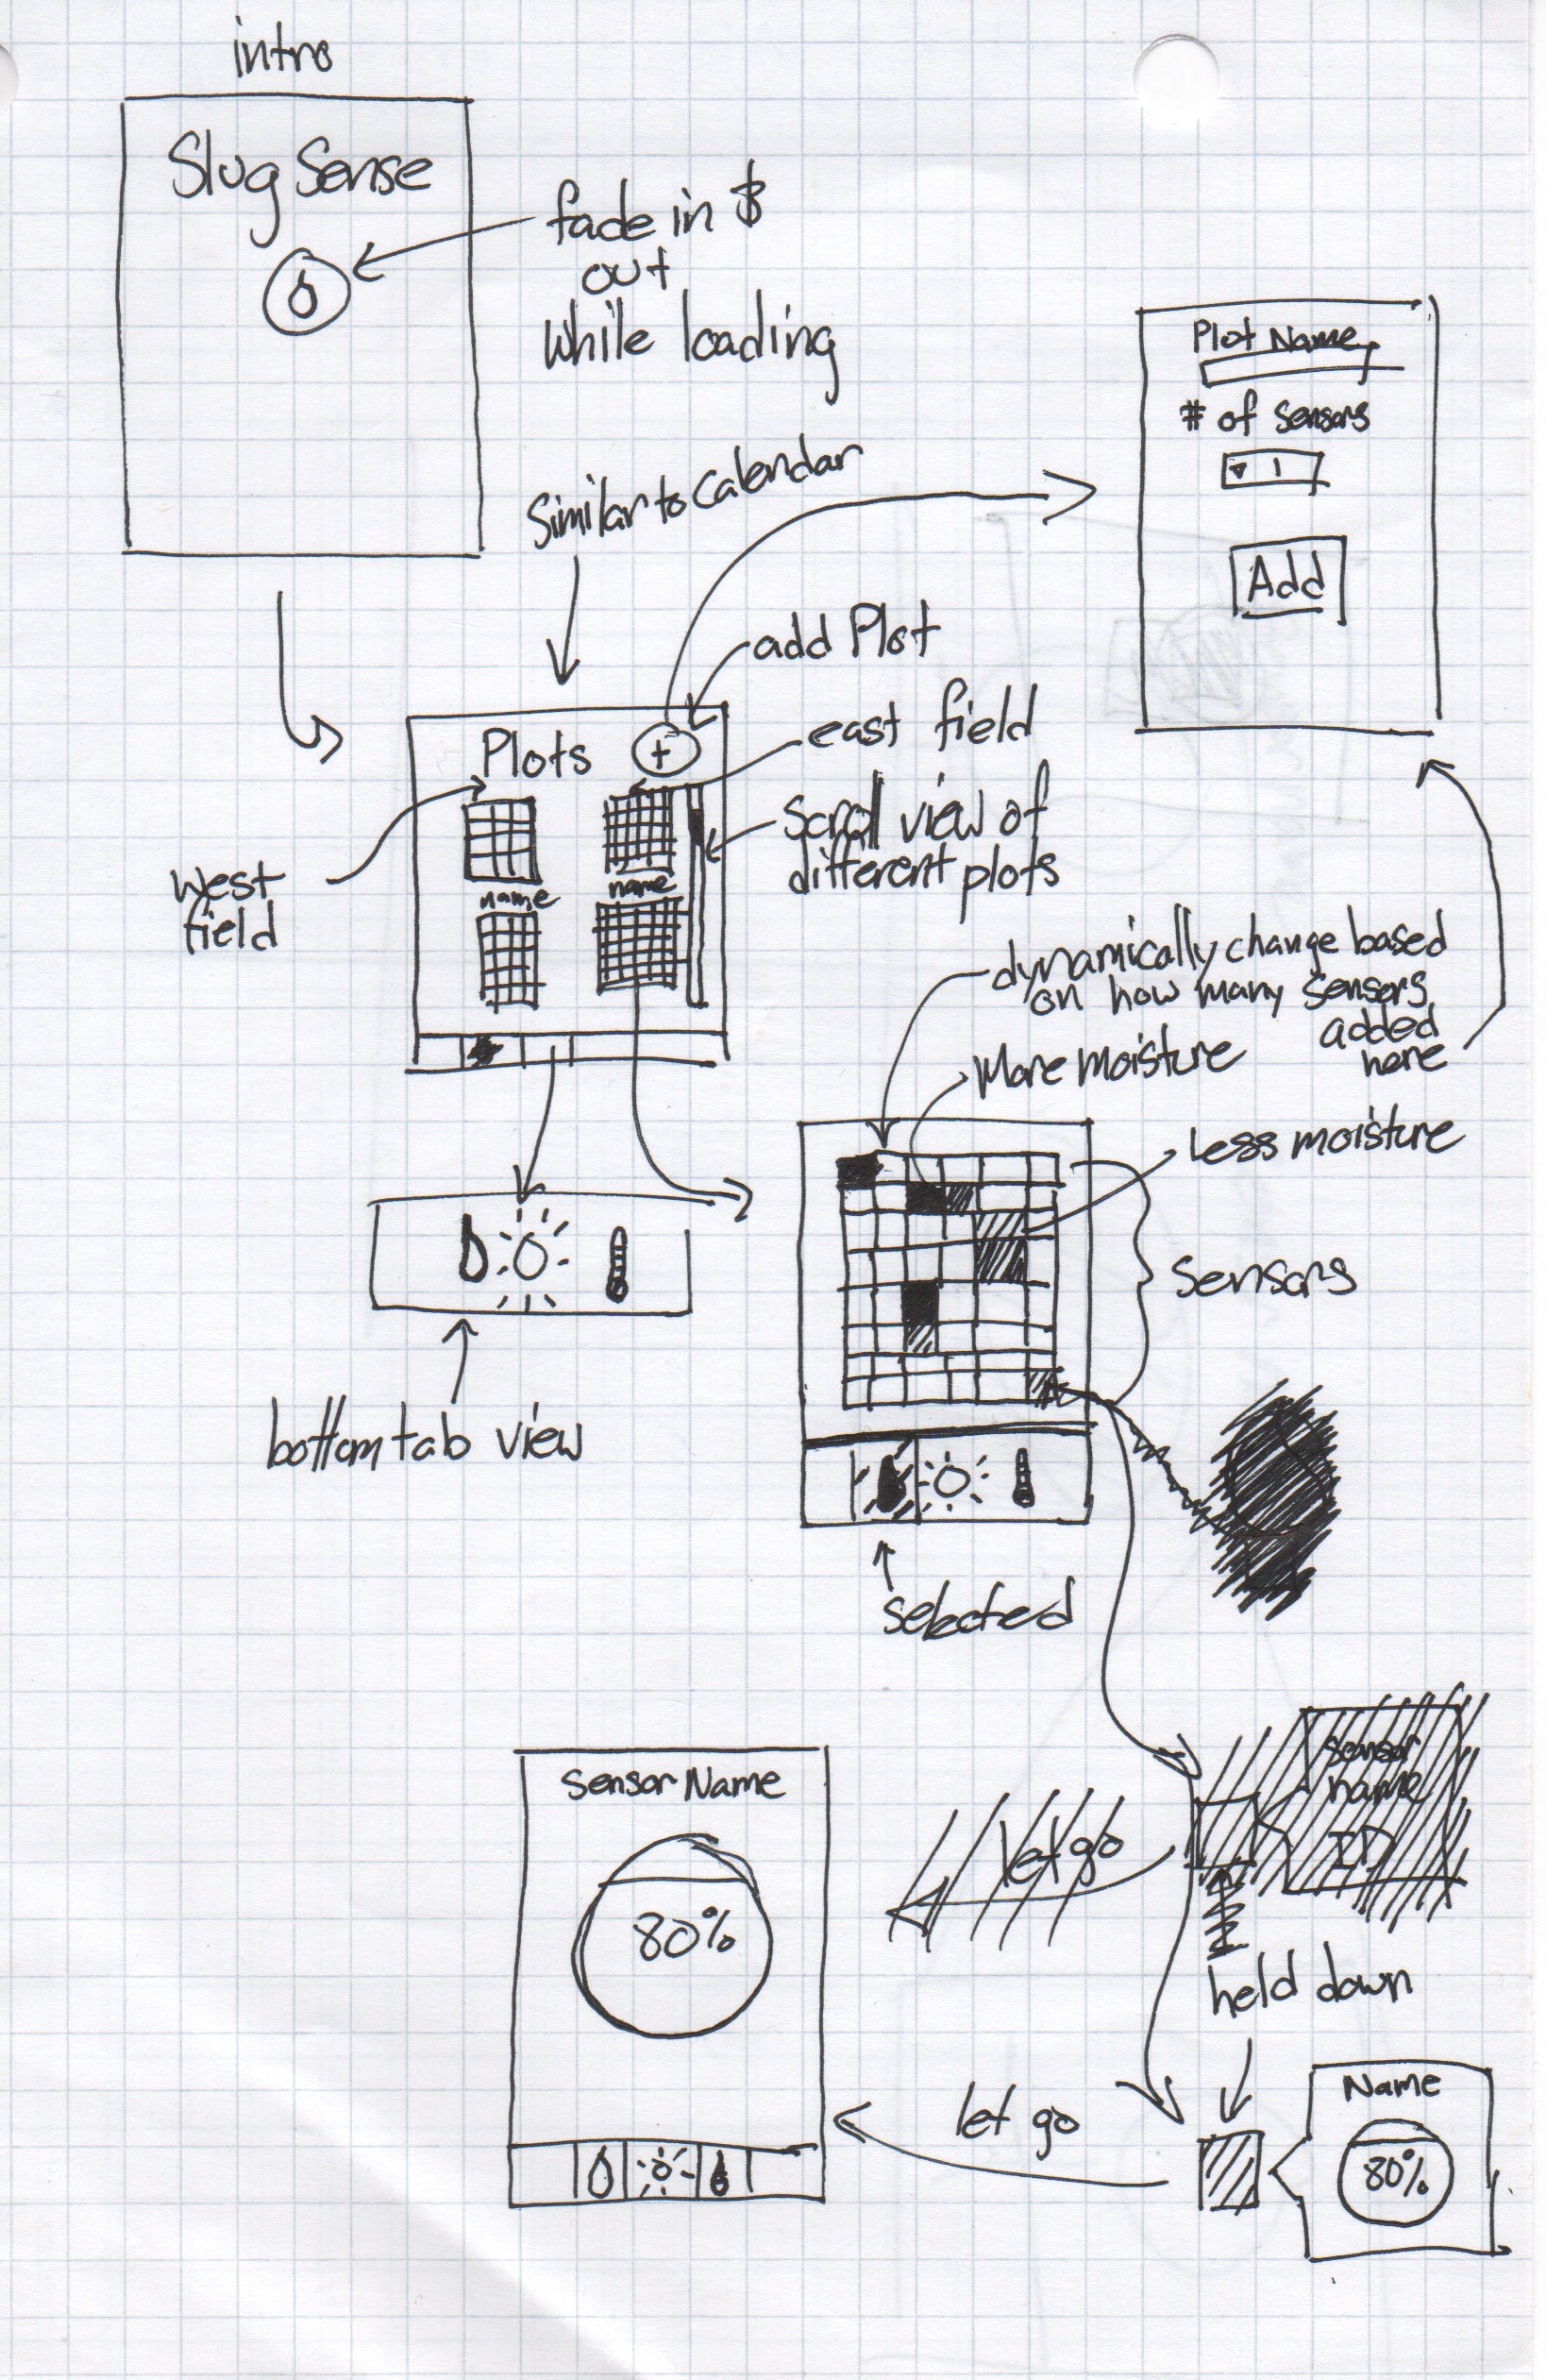 intro
Slug Sense
fade in &
out
while loading
Plot Name
# of Sensors
1
Add
Similar to Calendar
add Plot
Plots
+
east field
scroll view of
different plots
West
field
name
name
dynamically change based
on how many sensors
added
here
More moisture
Less moisture
Sensors
bottom tab view
selected
sensor
name
ID
let go
Sensor Name
80%
held down
let go
Name
80%